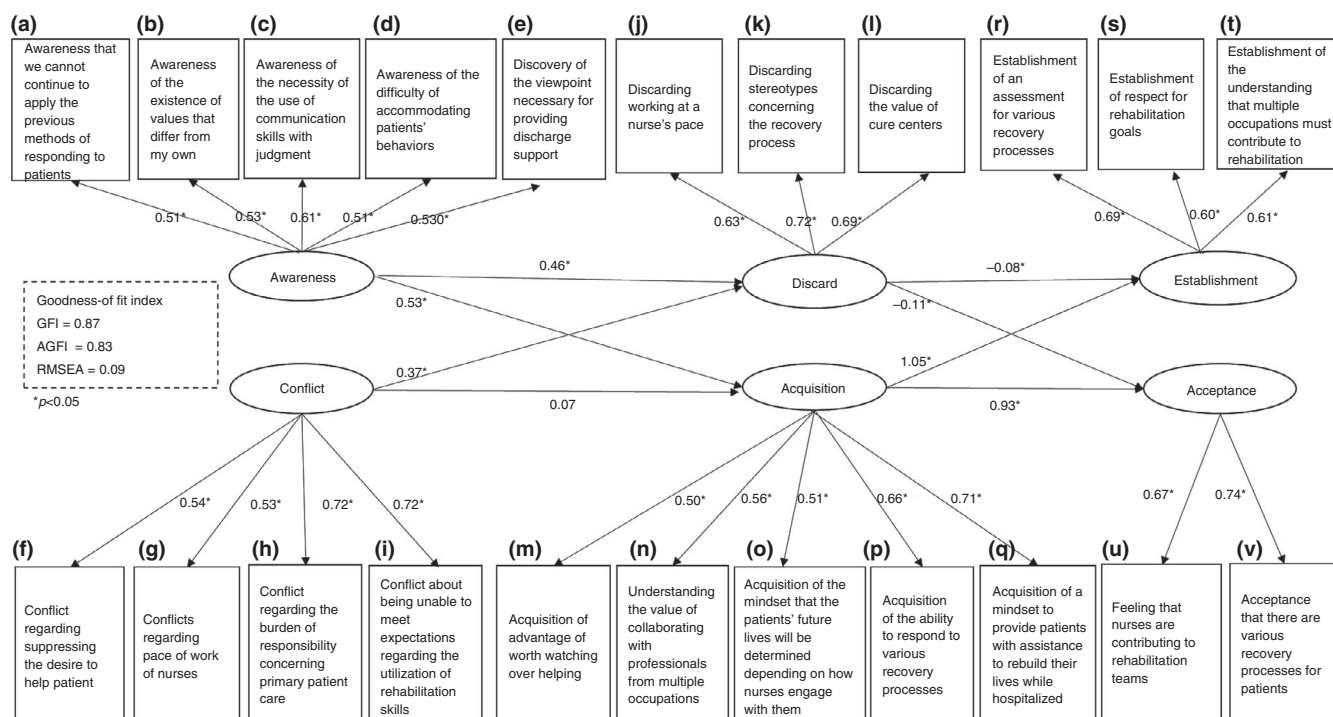 (a)
Awareness that
we cannot
continue to
apply the
previous
methods of
responding to
patients
(b)
Awareness
of the
existence of
values that
differ from
my own
(c)
Awareness of
the necessity of
the use of
communication
skills with
judgment
(d)
Awareness of the
difficulty of
accommodating
patients'
behaviors
(e)
Discovery of
the viewpoint
necessary for
providing
discharge
support
(j)
Discarding
working at a
nurse's pace
(k)
Discarding
stereotypes
concerning
the recovery
process
(l)
Discarding
the value of
cure centers
(r)
Establishment
of an
assessment
for various
recovery
processes
(s)
Establishment
of respect for
rehabilitation
goals
(t)
Establishment of
the
understanding
that multiple
occupations must
contribute to
rehabilitation
0.51*
0.53*
0.61*
0.51*
0.530*
0.63*
0.72*
0.69*
0.69*
0.60*
0.61*
Awareness
0.46*
Discard
–0.08*
Establishment
0.53*
–0.11*
Goodness-of fit index
GFI = 0.87
AGFI = 0.83
RMSEA = 0.09
*p<0.05
Conflict
0.37*
0.07
Acquisition
1.05*
0.93*
Acceptance
0.54*
0.53*
0.72*
0.72*
0.50*
0.56*
0.51*
0.66*
0.71*
0.67*
0.74*
(f)
Conflict
regarding
suppressing
the desire to
help patient
(g)
Conflicts
regarding
pace of work
of nurses
(h)
Conflict
regarding the
burden of
responsibility
concerning
primary patient
care
(i)
Conflict about
being unable to
meet
expectations
regarding the
utilization of
rehabilitation
skills
(m)
Acquisition of
advantage of
worth watching
over helping
(n)
Understanding
the value of
collaborating
with
professionals
from multiple
occupations
(o)
Acquisition of the
mindset that the
patients' future
lives will be
determined
depending on how
nurses engage
with them
(p)
Acquisition
of the ability
to respond to
various
recovery
processes
(q)
Acquisition of a
mindset to
provide patients
with assistance
to rebuild their
lives while
hospitalized
(u)
Feeling that
nurses are
contributing to
rehabilitation
teams
(v)
Acceptance
that there are
various
recovery
processes for
patients